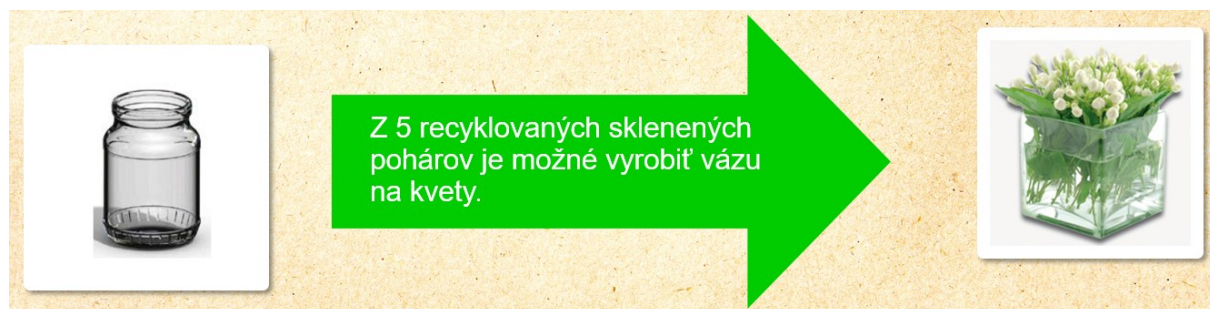 Z 5 recyklovaných sklenených
pohárov je možné vyrobiť vázu
na kvety.